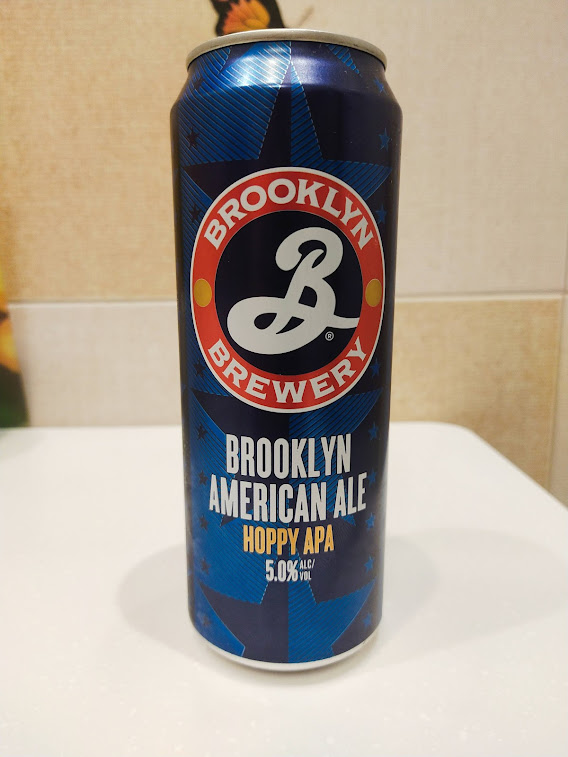 BROOKLYN
B
®
BREWERY
BROOKLYN
AMERICAN ALE
HOPPY APA
5.0% ALC/
VOL